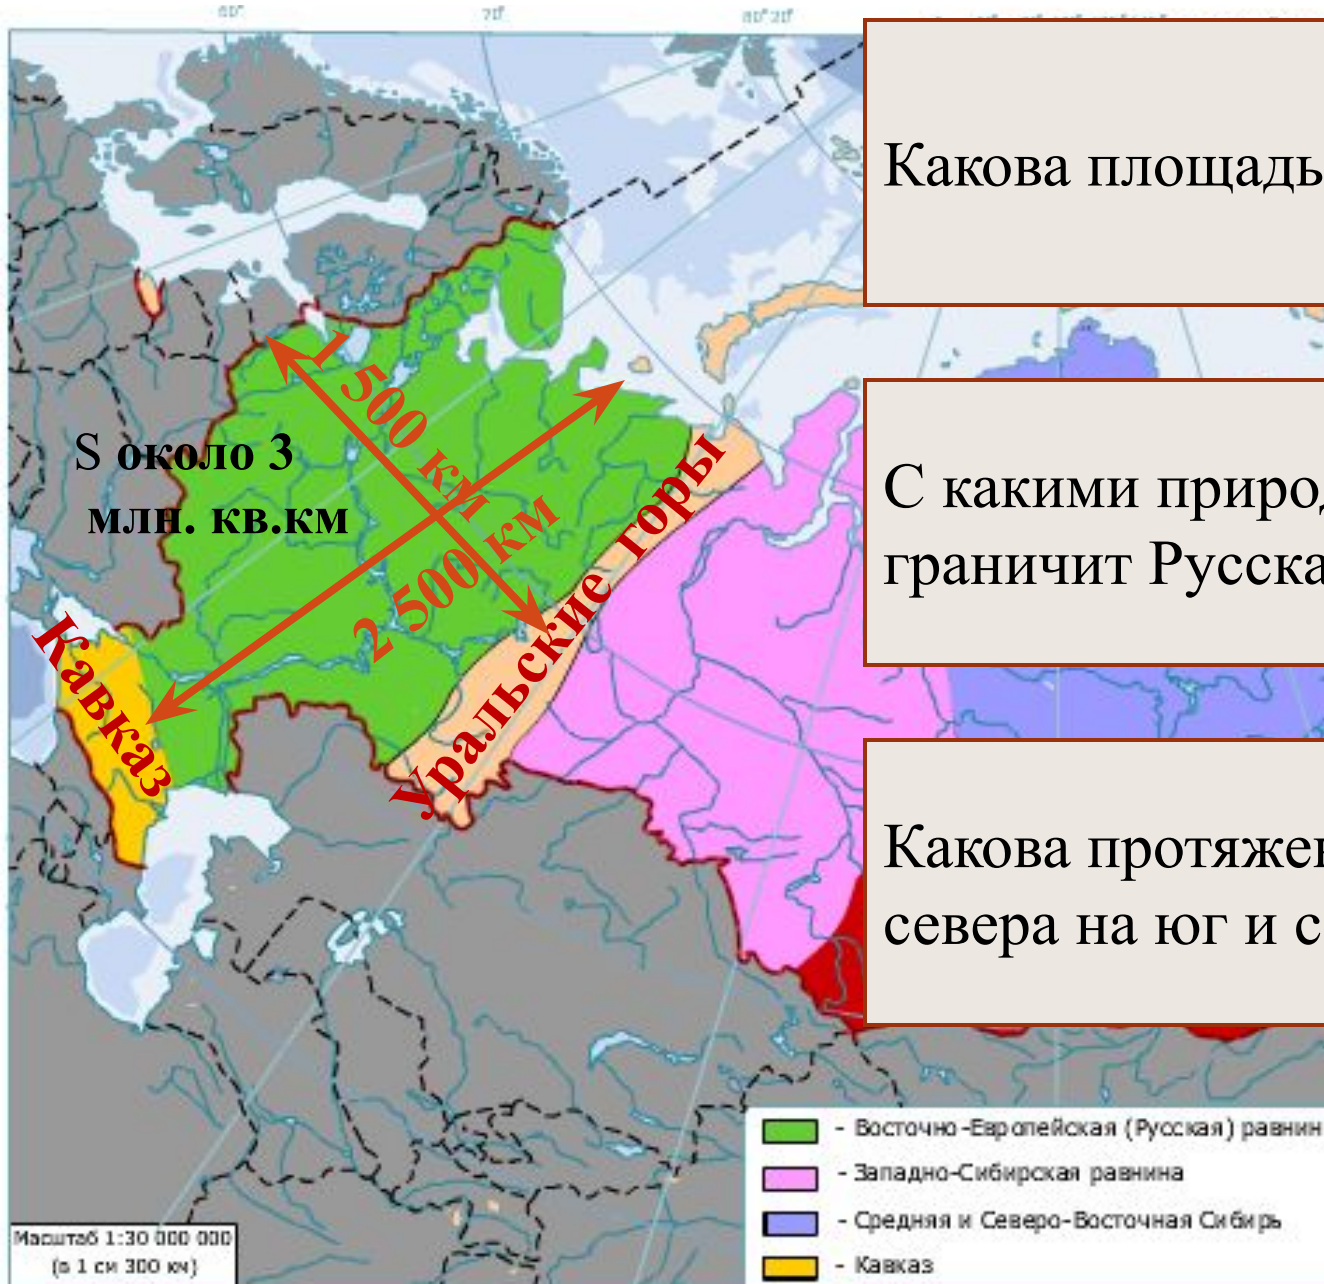 60°
70°
Какова площадь
С какими природ
граничит Русска
Какова протяжен
севера на юг и с
S около 3
млн. кв.км
1 500 км
2 500 км
Кавказ
Уральские горы
- Восточно-Европейская (Русская) равнин
- Западно-Сибирская равнина
- Средняя и Северо-Восточная Сибирь
- Кавказ
Масштаб 1:30 000 000
(в 1 см 300 км)